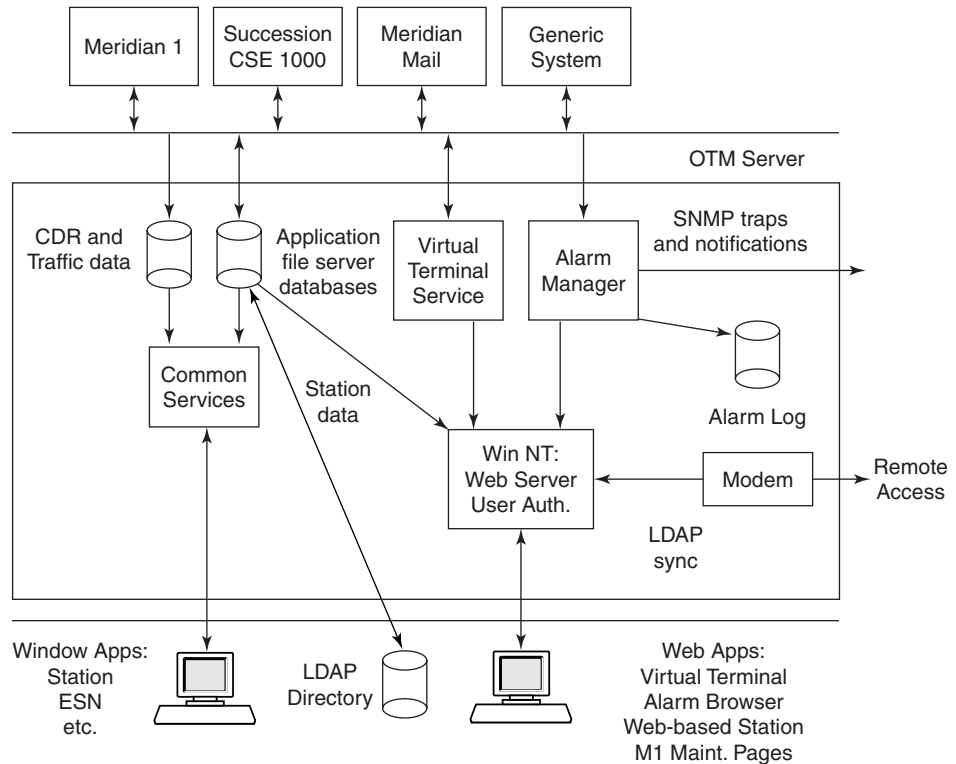 Meridian 1
Succession
CSE 1000
Meridian
Mail
Generic
System
OTM Server
CDR and
Traffic data
Application
file server
databases
Virtual
Terminal
Service
Alarm
Manager
SNMP traps
and notifications
Common
Services
Station
data
Alarm Log
Win NT:
Web Server
User Auth.
Modem
Remote
Access
LDAP
sync
Window Apps:
Station
ESN
etc.
LDAP
Directory
Web Apps:
Virtual Terminal
Alarm Browser
Web-based Station
M1 Maint. Pages